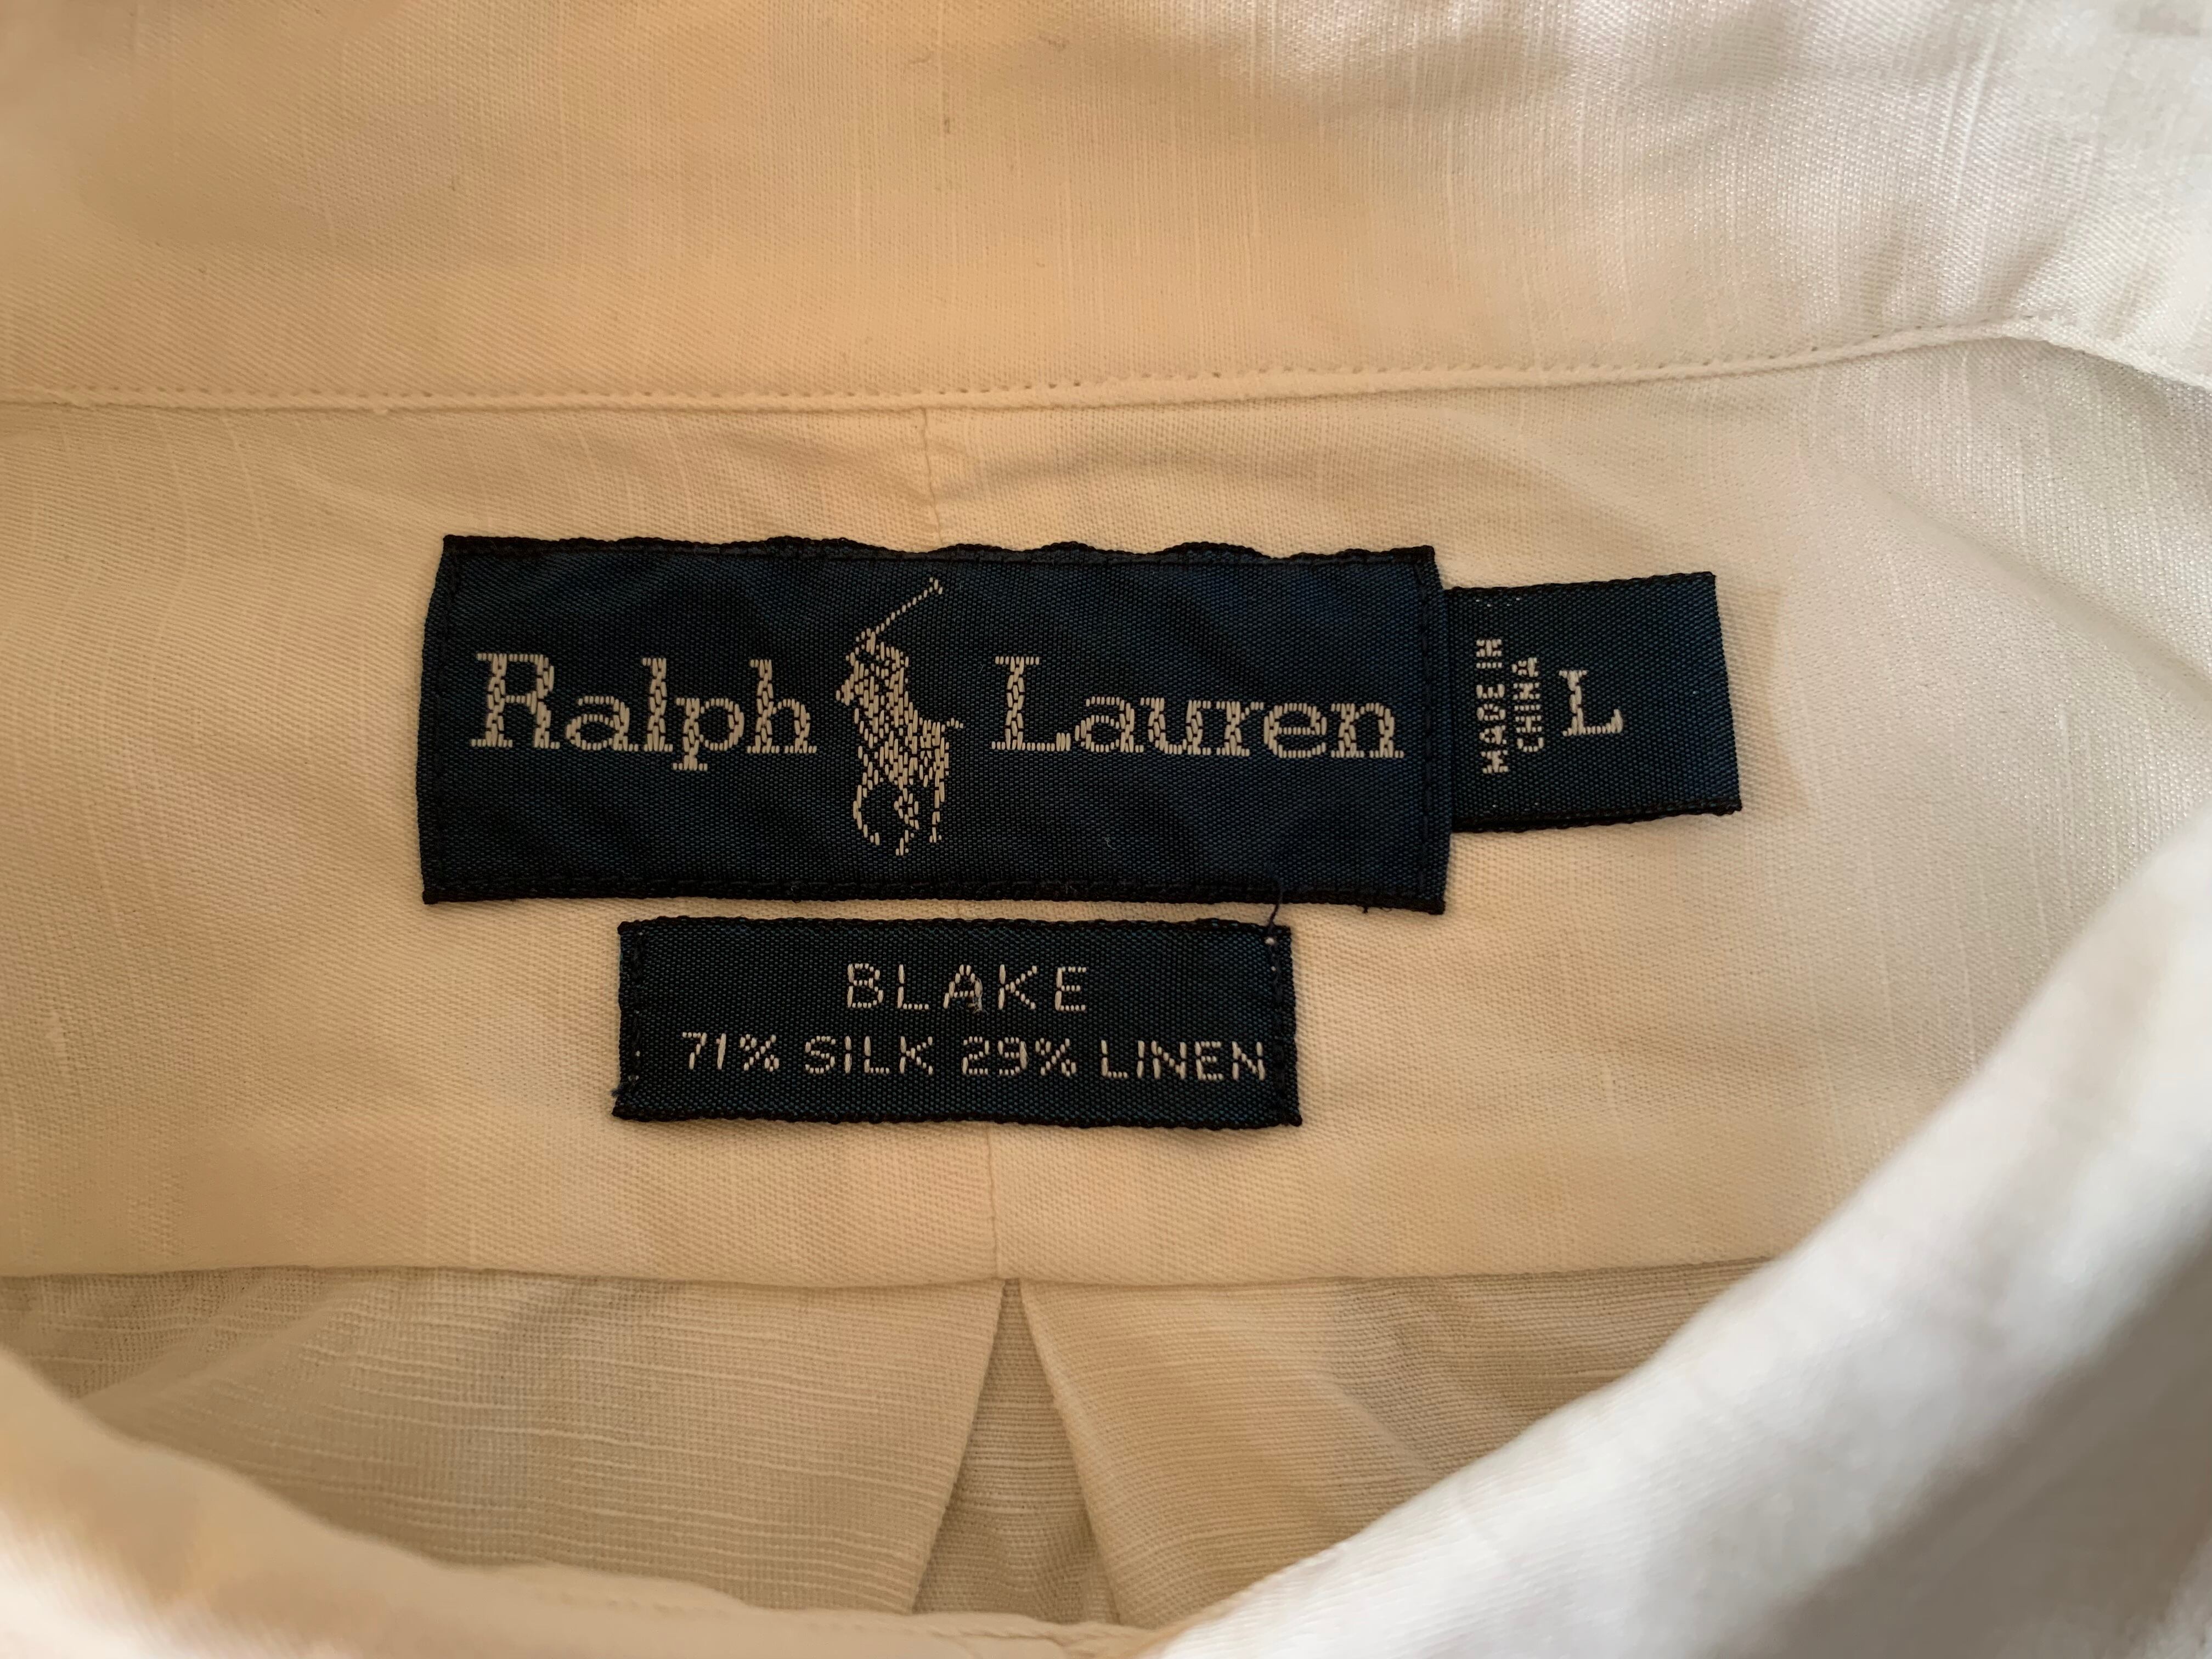 Ralph Lauren
MADE IN
CHINA
L
BLAKE
71% SILK 29% LINEN